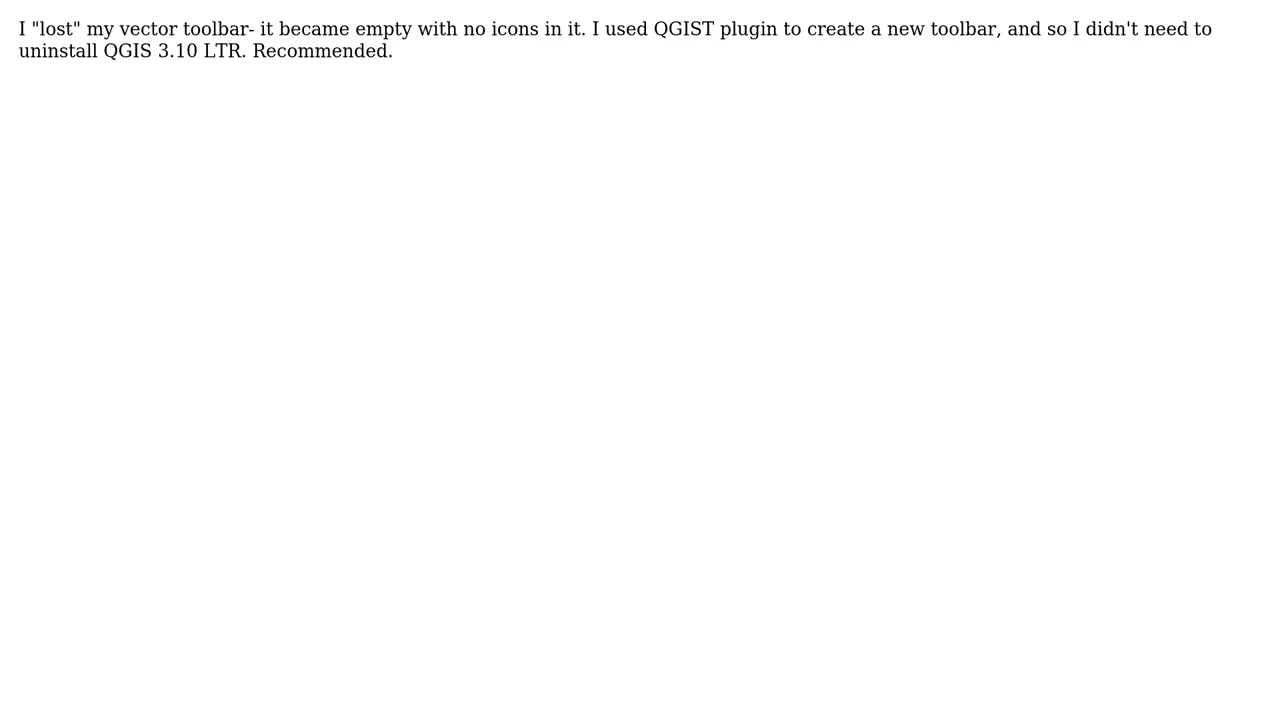 I "lost" my vector toolbar- it became empty with no icons in it. I used QGIST plugin to create a new toolbar, and so I didn't need to
uninstall QGIS 3.10 LTR. Recommended.